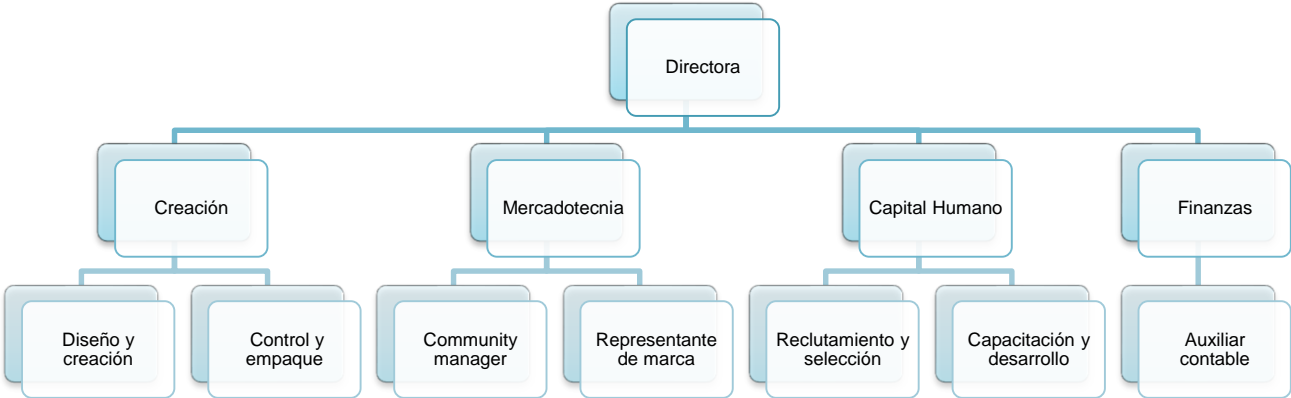 Directora
Creación
Mercadotecnia
Capital Humano
Finanzas
Diseño y
creación
Control y
empaque
Community
manager
Representante
de marca
Reclutamiento y
selección
Capacitación y
desarrollo
Auxiliar
contable